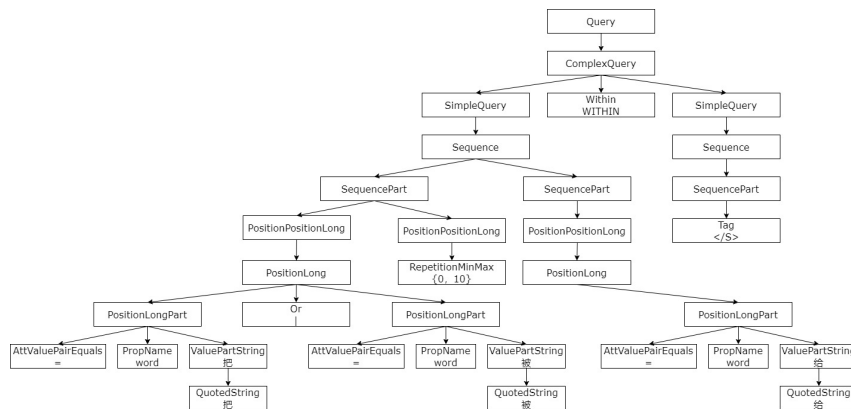 Query
ComplexQuery
SimpleQuery
Within
WITHIN
SimpleQuery
Sequence
Sequence
SequencePart
SequencePart
SequencePart
PositionPositionLong
PositionPositionLong
PositionPositionLong
Tag
</S>
PositionLong
RepetitionMinMax
{0, 10}
PositionLong
PositionLongPart
Or
|
PositionLongPart
PositionLongPart
AttValuePairEquals
=
PropName
word
ValuePartString
把
AttValuePairEquals
=
PropName
word
ValuePartString
被
AttValuePairEquals
=
PropName
word
ValuePartString
给
QuotedString
把
QuotedString
被
QuotedString
给